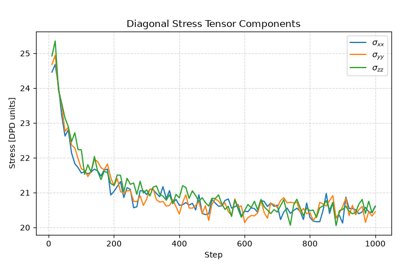 Diagonal Stress Tensor Components
σxx
σyy
σzz
25
24
23
22
21
20
Stress [DPD units]
0 200 400 600 800 1000
Step